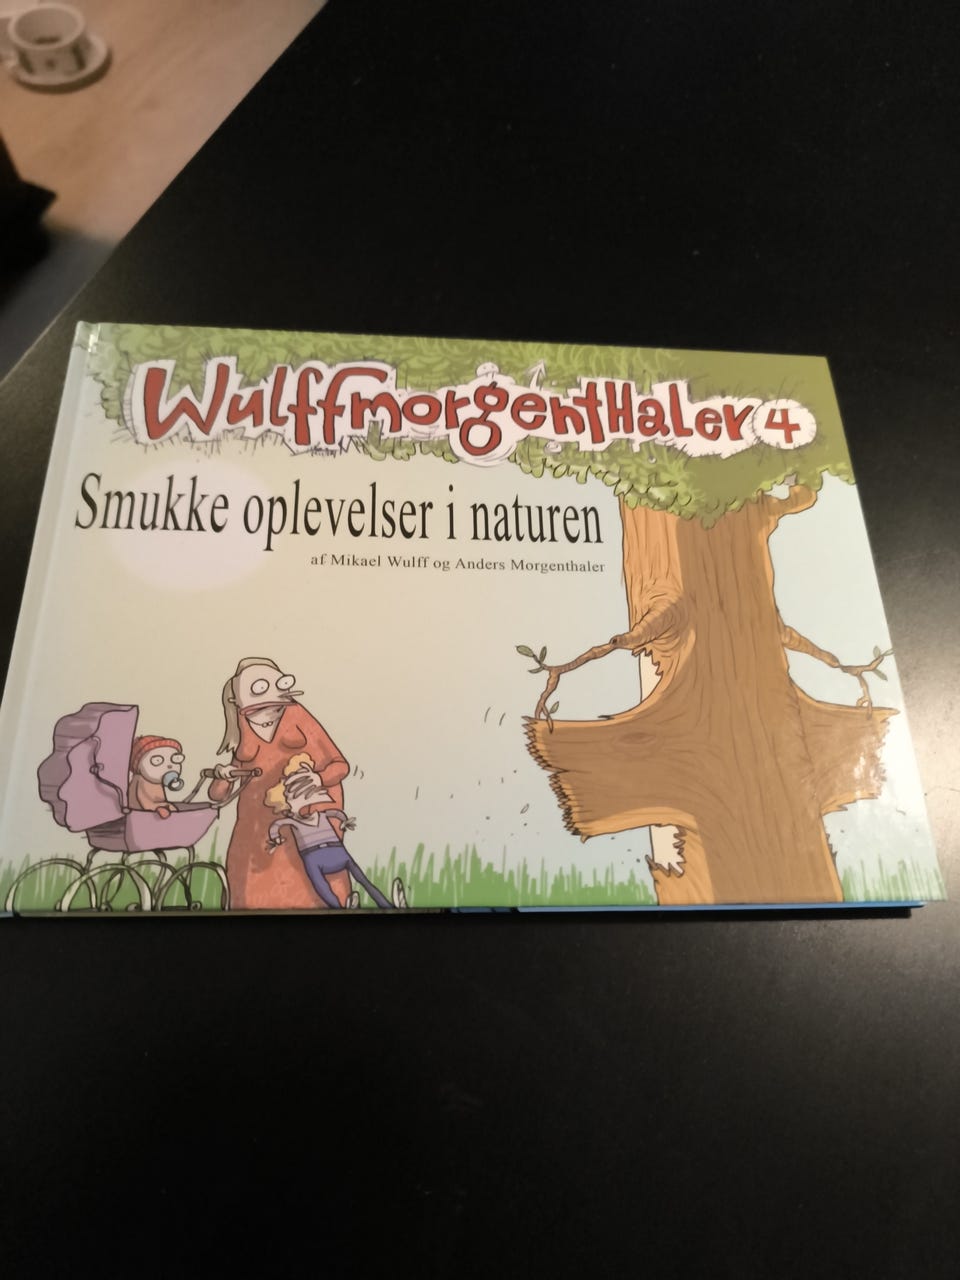 Wulffmorgenthaler 4
Smukke oplevelser i naturen
af Mikael Wulff og Anders Morgenthaler